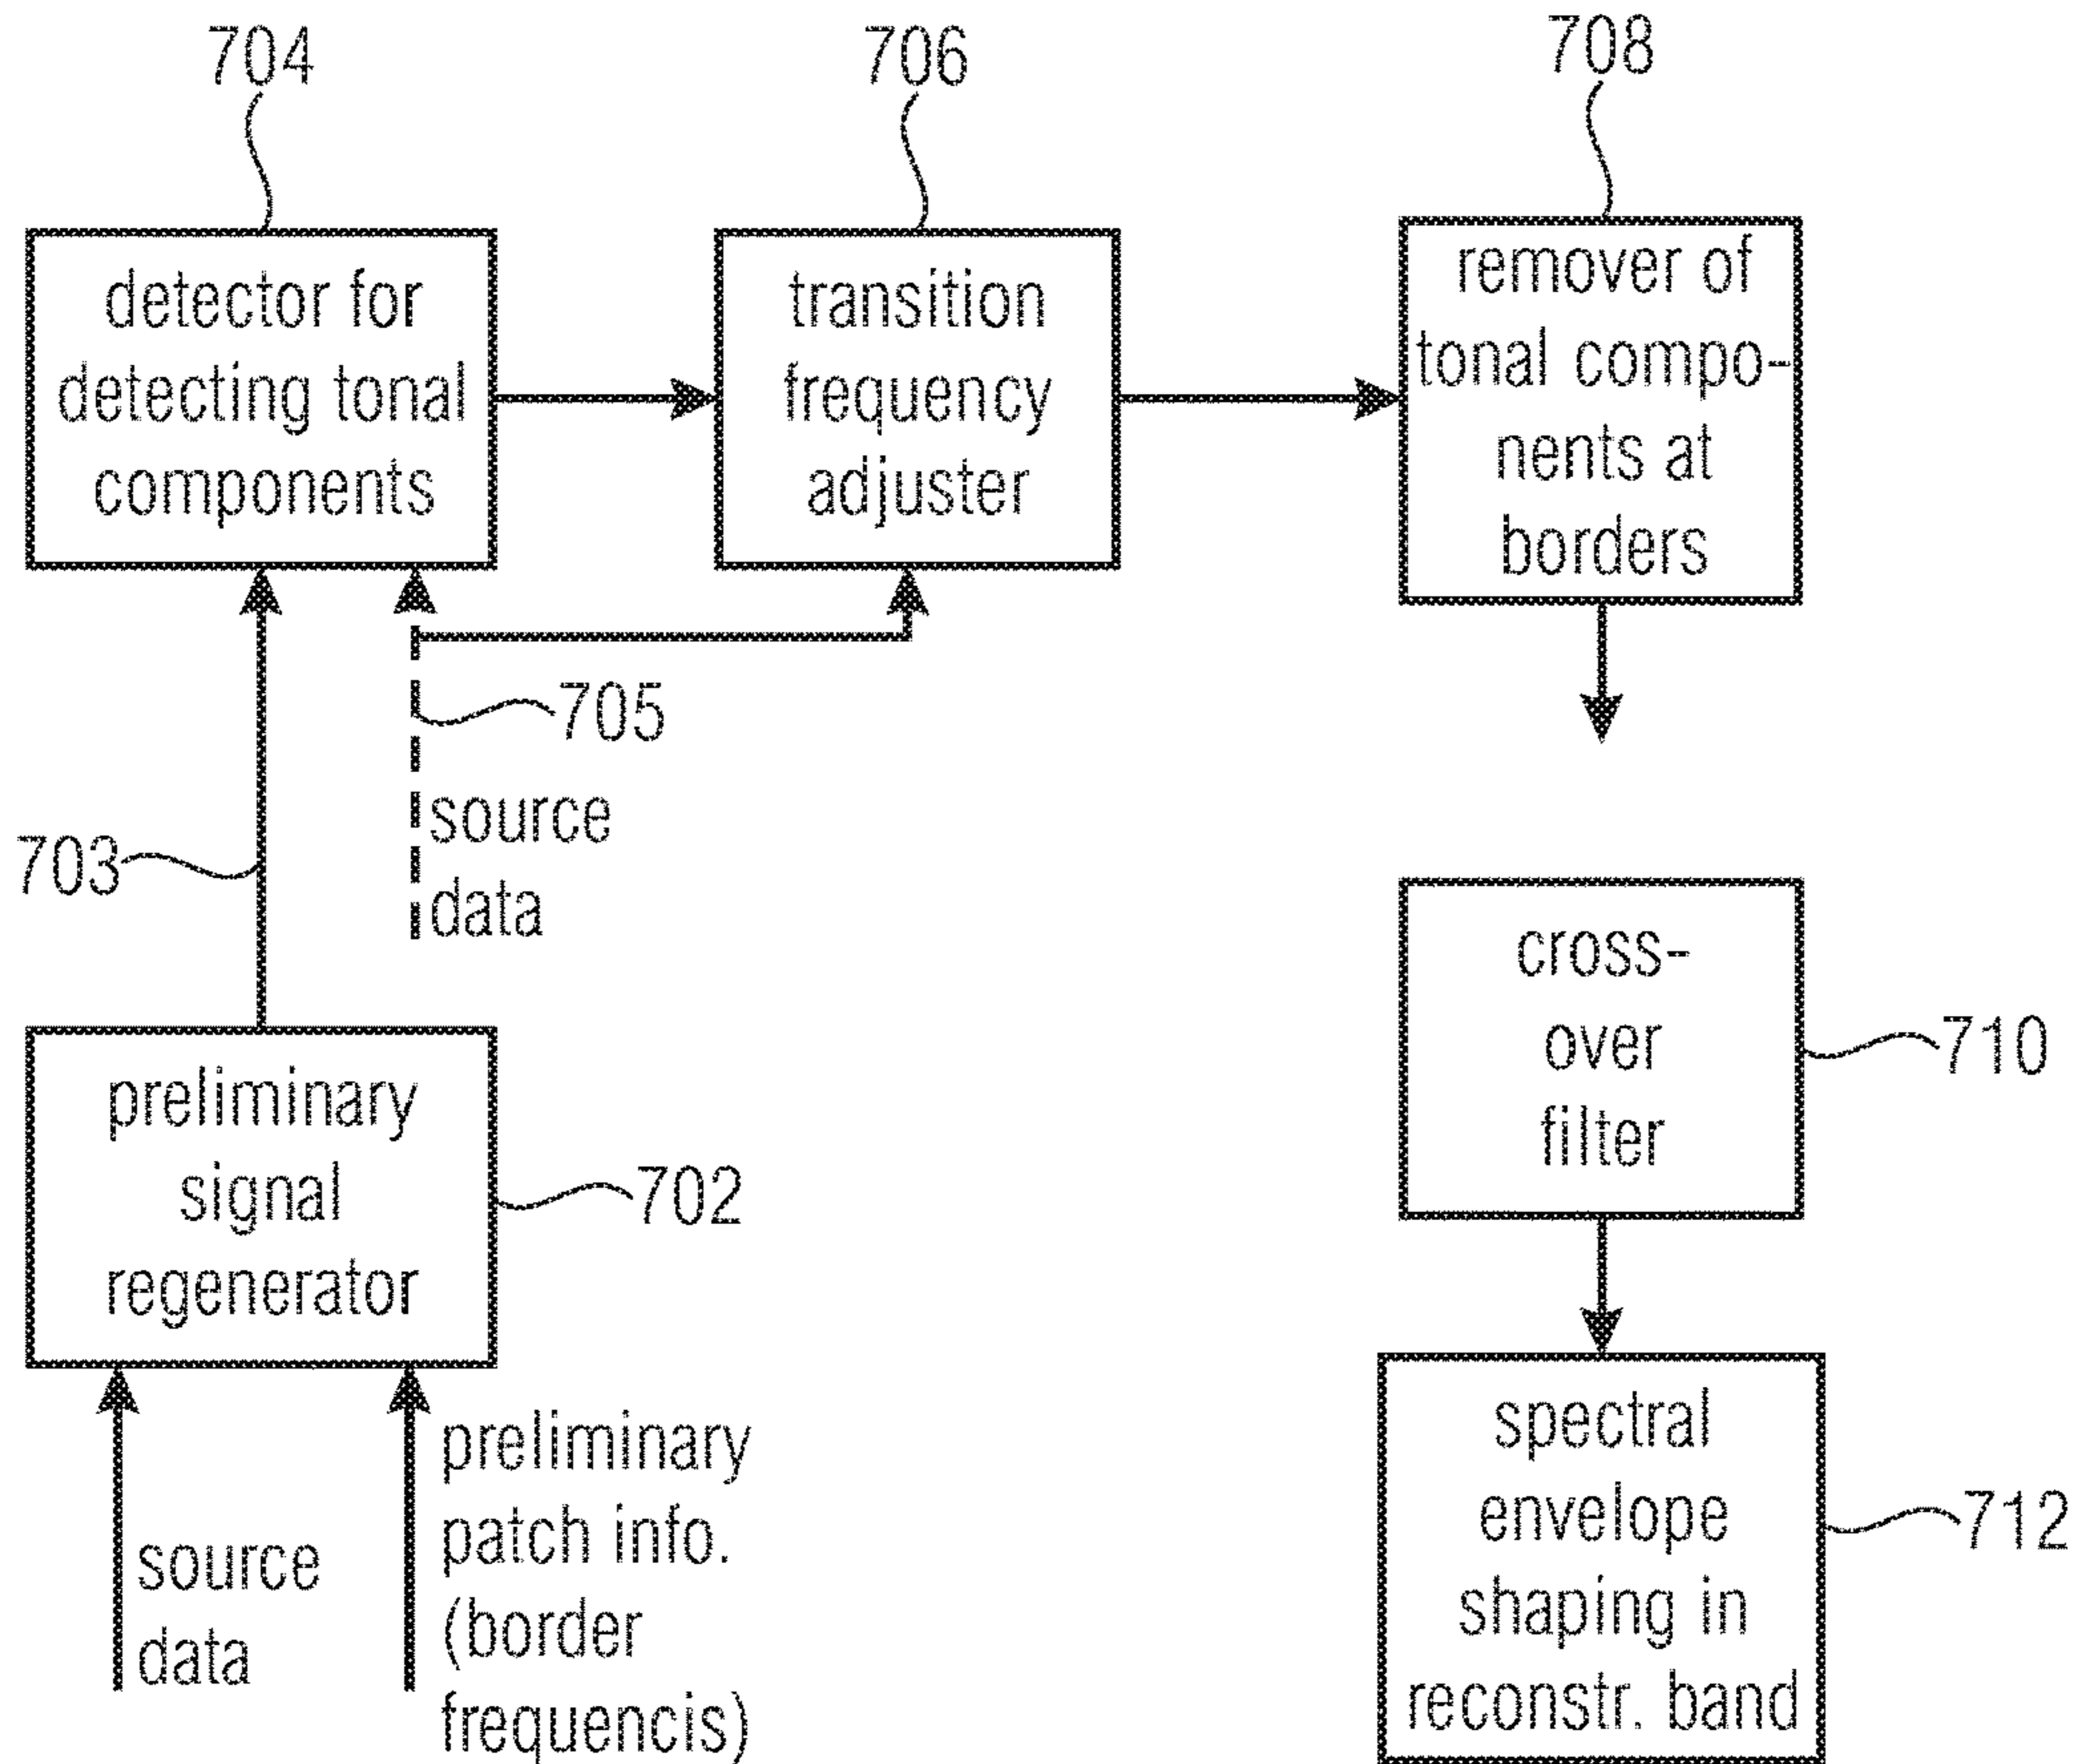 704
706
708
detector for
detecting tonal
components
transition
frequency
adjuster
remover of
tonal compo-
nents at
borders
705
source
data
703
cross-
over
filter
710
preliminary
signal
regenerator
702
source
data
preliminary
patch info.
(border
frequencis)
spectral
envelope
shaping in
reconstr. band
712